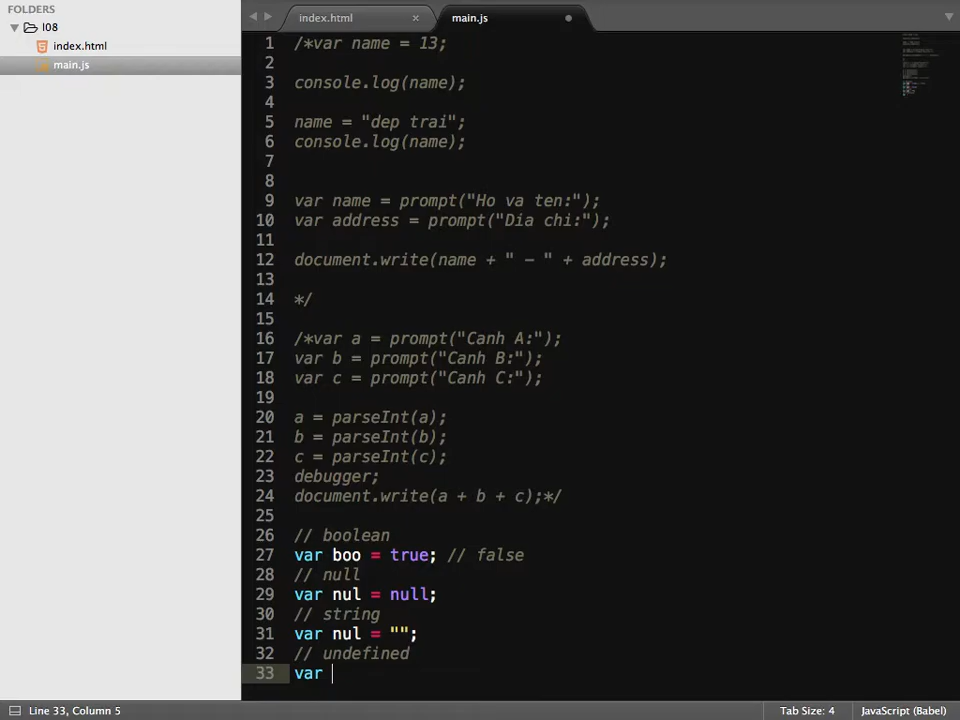 FOLDERS
l08
index.html
main.js
index.html ×
main.js
1 /*var name = 13;
2
3 console.log(name);
4
5 name = "dep trai";
6 console.log(name);
7
8
9 var name = prompt("Ho va ten:");
10 var address = prompt("Dia chi:");
11
12 document.write(name + " - " + address);
13
14 */
15
16 /*var a = prompt("Canh A:");
17 var b = prompt("Canh B:");
18 var c = prompt("Canh C:");
19
20 a = parseInt(a);
21 b = parseInt(b);
22 c = parseInt(c);
23 debugger;
24 document.write(a + b + c);*/
25
26 // boolean
27 var boo = true; // false
28 // null
29 var nul = null;
30 // string
31 var nul = "";
32 // undefined
33 var
Line 33, Column 5
Tab Size: 4
JavaScript (Babel)